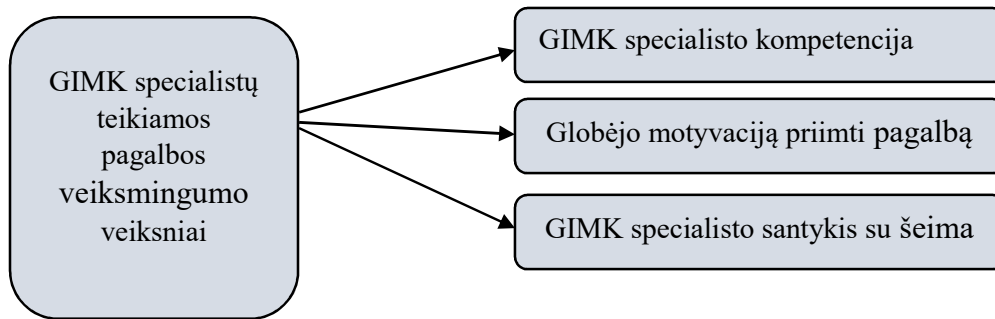 GIMK specialistų
teikiamos
pagalbos
veiksmingumo
veiksniai
GIMK specialisto kompetencija
Globėjo motyvaciją priimti pagalbą
GIMK specialisto santykis su šeima